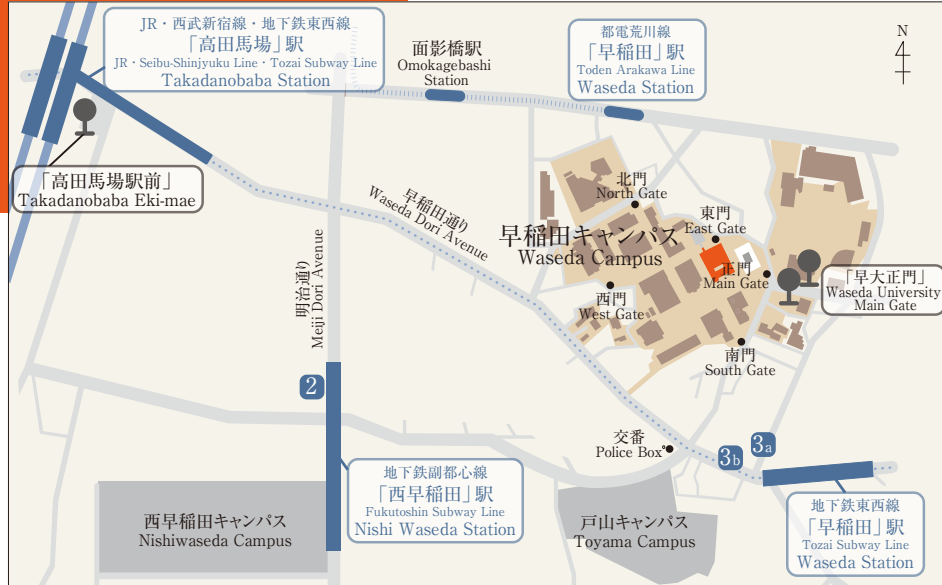 JR・西武新宿線・地下鉄東西線
「高田馬場」駅
JR・Seibu-Shinjyuku Line・Tozai Subway Line
Takadanobaba Station
面影橋駅
Omokagebashi
Station
都電荒川線
「早稲田」駅
Toden Arakawa Line
Waseda Station
N
「高田馬場駅前」
Takadanobaba Eki-mae
早稲田通り
Waseda Dori Avenue
北門
North Gate
東門
East Gate
早稲田キャンパス
Waseda Campus
正門
Main Gate
「早大正門」
Waseda University
Main Gate
西門
West Gate
明治通り
Meiji Dori Avenue
南門
South Gate
2
交番
Police Box
3b
3a
地下鉄副都心線
「西早稲田」駅
Fukutoshin Subway Line
Nishi Waseda Station
地下鉄東西線
「早稲田」駅
Tozai Subway Line
Waseda Station
西早稲田キャンパス
Nishiwaseda Campus
戸山キャンパス
Toyama Campus